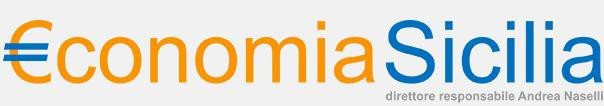 €conomiaSicilia
direttore responsabile Andrea Naselli